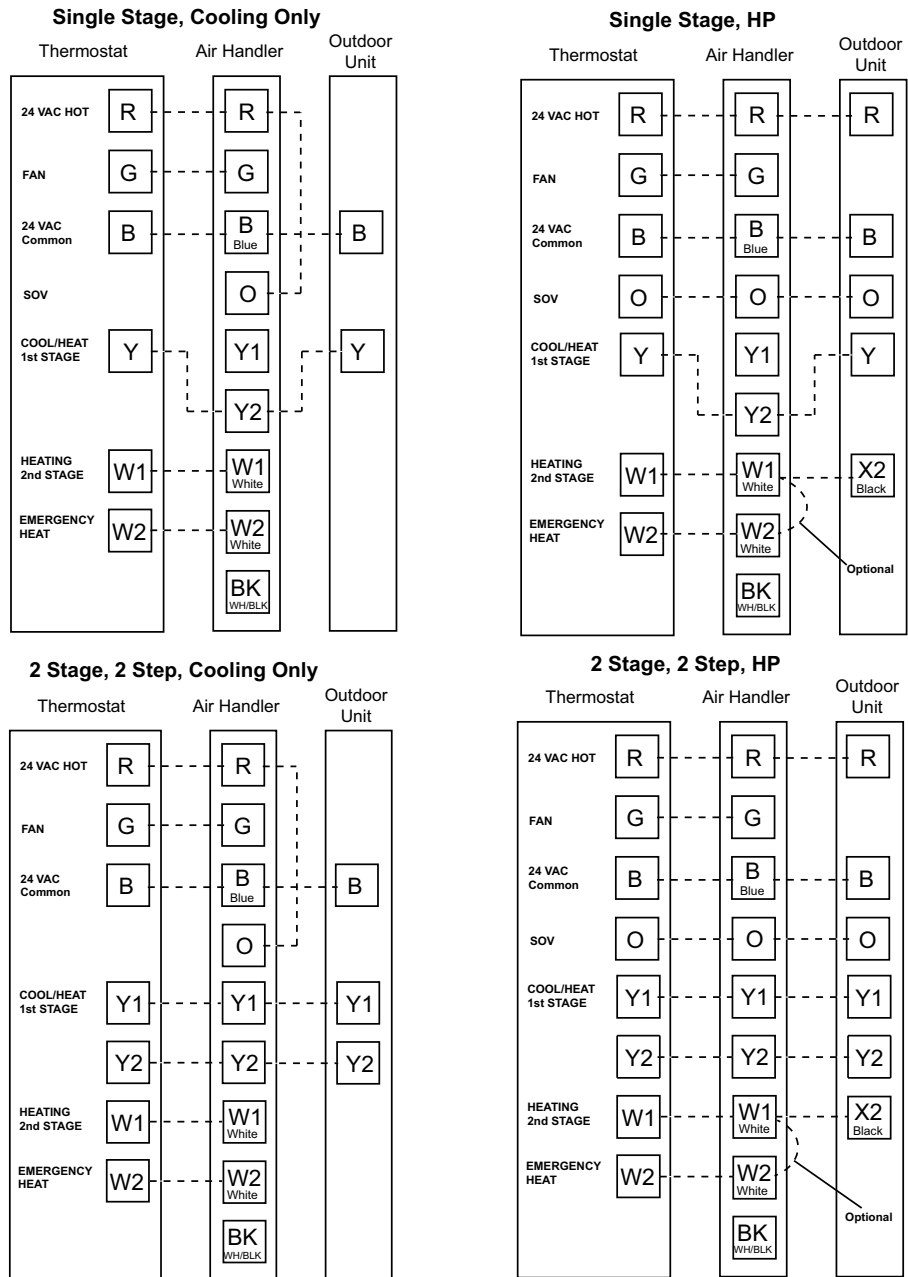 Single Stage, Cooling Only
Thermostat
Air Handler
Outdoor
Unit
24 VAC HOT
R
R
FAN
G
G
24 VAC
Common
B
B
Blue
B
SOV
O
COOL/HEAT
1st STAGE
Y
Y1
Y
Y2
HEATING
2nd STAGE
W1
W1
White
EMERGENCY
HEAT
W2
W2
White
BK
WH/BLK
Single Stage, HP
Thermostat
Air Handler
Outdoor
Unit
24 VAC HOT
R
R
R
FAN
G
G
24 VAC
Common
B
B
Blue
B
SOV
O
O
O
COOL/HEAT
1st STAGE
Y
Y1
Y
Y2
HEATING
2nd STAGE
W1
W1
White
X2
Black
EMERGENCY
HEAT
W2
W2
White
Optional
BK
WH/BLK
2 Stage, 2 Step, Cooling Only
Thermostat
Air Handler
Outdoor
Unit
24 VAC HOT
R
R
FAN
G
G
24 VAC
Common
B
B
Blue
B
O
COOL/HEAT
1st STAGE
Y1
Y1
Y1
Y2
Y2
Y2
HEATING
2nd STAGE
W1
W1
White
EMERGENCY
HEAT
W2
W2
White
BK
WH/BLK
2 Stage, 2 Step, HP
Thermostat
Air Handler
Outdoor
Unit
24 VAC HOT
R
R
R
FAN
G
G
24 VAC
Common
B
B
Blue
B
SOV
O
O
O
COOL/HEAT
1st STAGE
Y1
Y1
Y1
Y2
Y2
Y2
HEATING
2nd STAGE
W1
W1
White
X2
Black
EMERGENCY
HEAT
W2
W2
White
Optional
BK
WH/BLK